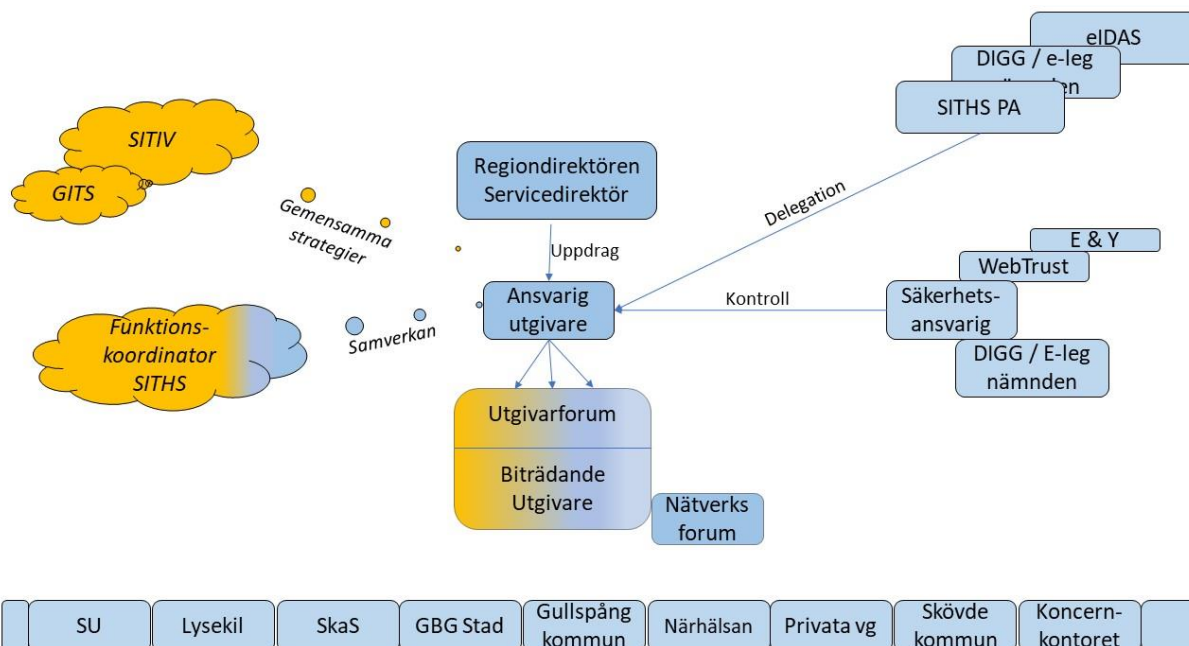 eIDAS
DIGG / e-leg
SITHS PA
SITIV
GITS
Regiondirektören
Servicedirektör
Gemensamma
strategier
Delegation
Uppdrag
E & Y
WebTrust
Säkerhets-
ansvarig
DIGG / E-leg
nämnden
Kontroll
Ansvarig
utgivare
Samverkan
Funktions-
koordinator
SITHS
Utgivarforum
Biträdande
Utgivare
Nätverks
forum
SU
Lysekil
SkaS
GBG Stad
Gullspång
kommun
Närhälsan
Privata vg
Skövde
kommun
Koncern-
kontoret